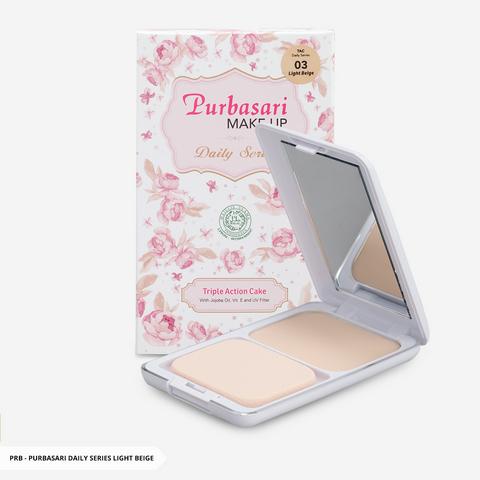 TAC
Daily Series
03
Light Beige
Purbasari
MAKE UP
Daily Seri
Triple Action Cake
With Jojoba Oil, Vit. E and UV Filter
PRB - PURBASARI DAILY SERIES LIGHT BEIGE